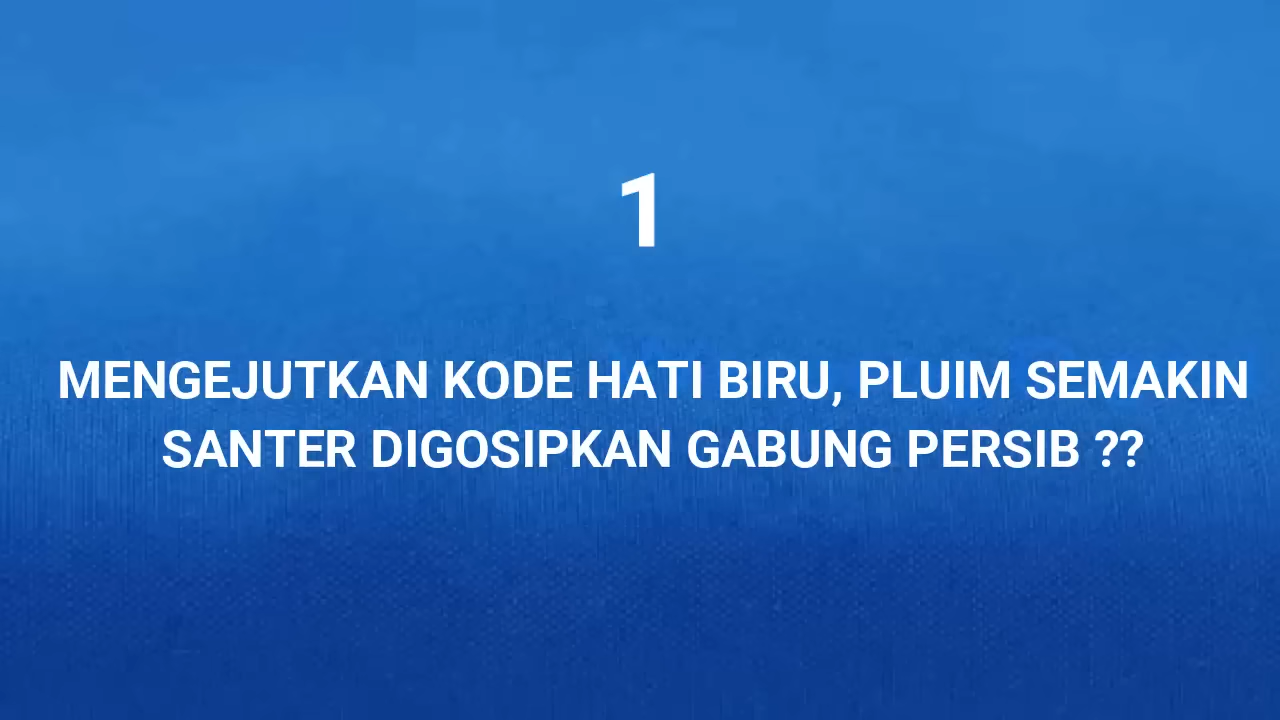 1
MENGEJUTKAN KODE HATI BIRU, PLUIM SEMAKIN
SANTER DIGOSIPKAN GABUNG PERSIB ??